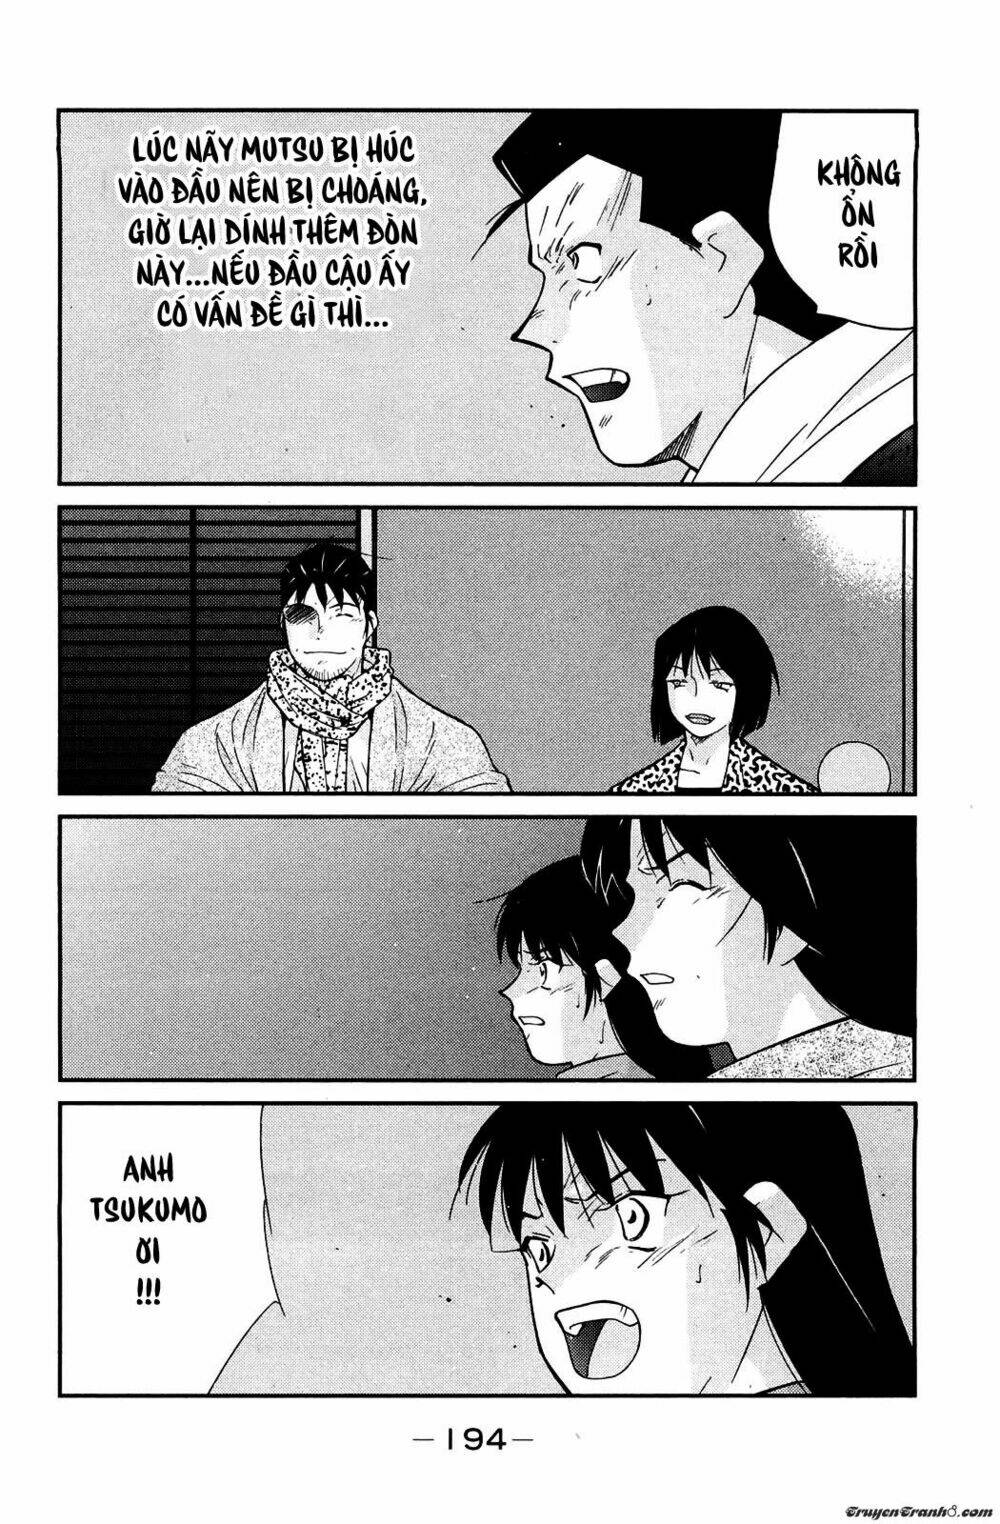 KHÔNG
ỔN
RỒI
LÚC NÃY MUTSU BỊ HÚC
VÀO ĐẦU NÊN BỊ CHOÁNG,
GIỜ LẠI DÍNH THÊM ĐÒN
NÀY...NẾU ĐẦU CẬU ẤY
CÓ VẤN ĐỀ GÌ THÌ...
ANH
TSUKUMO
ƠI
!!!
—194—
TruyenTranh8.com